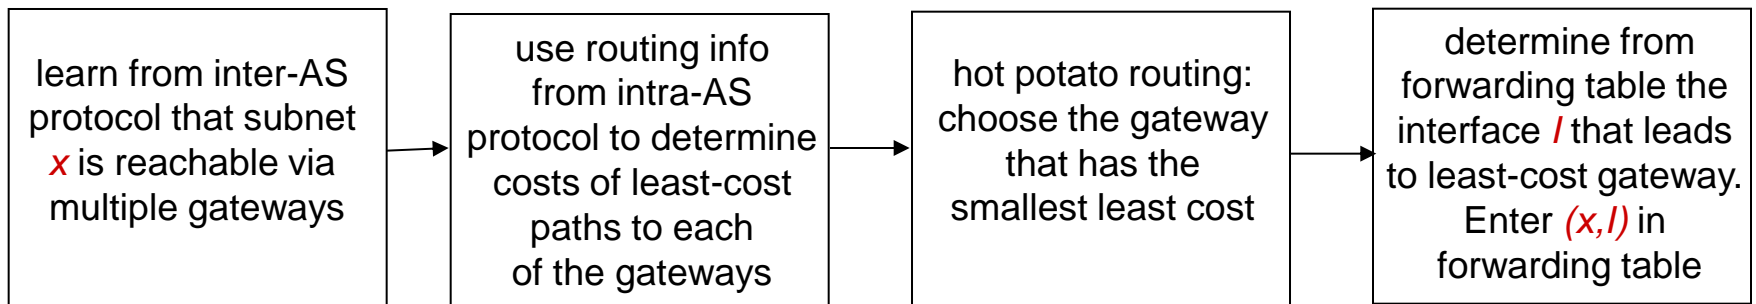 learn from inter-AS
protocol that subnet
x is reachable via
multiple gateways
use routing info
from intra-AS
protocol to determine
costs of least-cost
paths to each
of the gateways
hot potato routing:
choose the gateway
that has the
smallest least cost
determine from
forwarding table the
interface I that leads
to least-cost gateway.
Enter (x,I) in
forwarding table